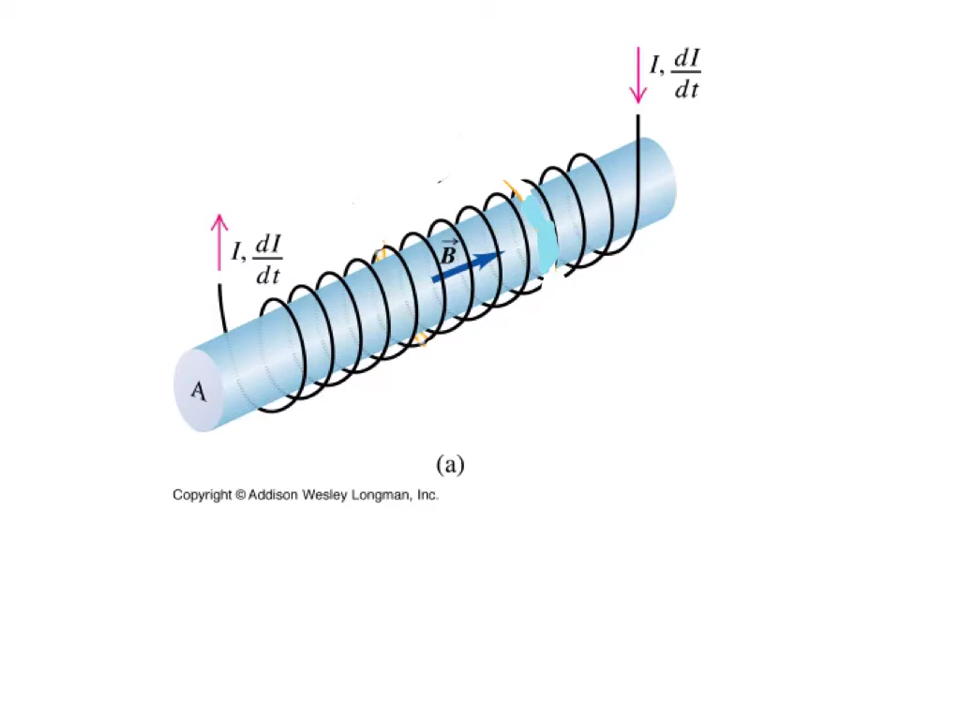 I, dI/dt
I, dI/dt
B⃗
A
(a)
Copyright © Addison Wesley Longman, Inc.